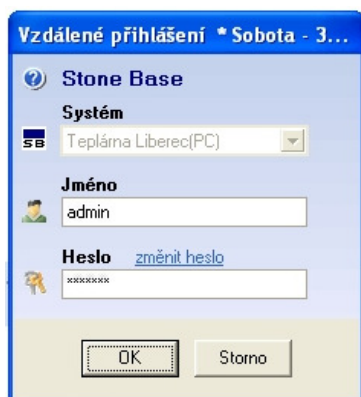 Vzdálené přihlášení * Sobota - 3...
Stone Base
Systém
SB
Teplárna Liberec(PC)
Jméno
admin
Heslo změnit heslo
*******
OK Storno